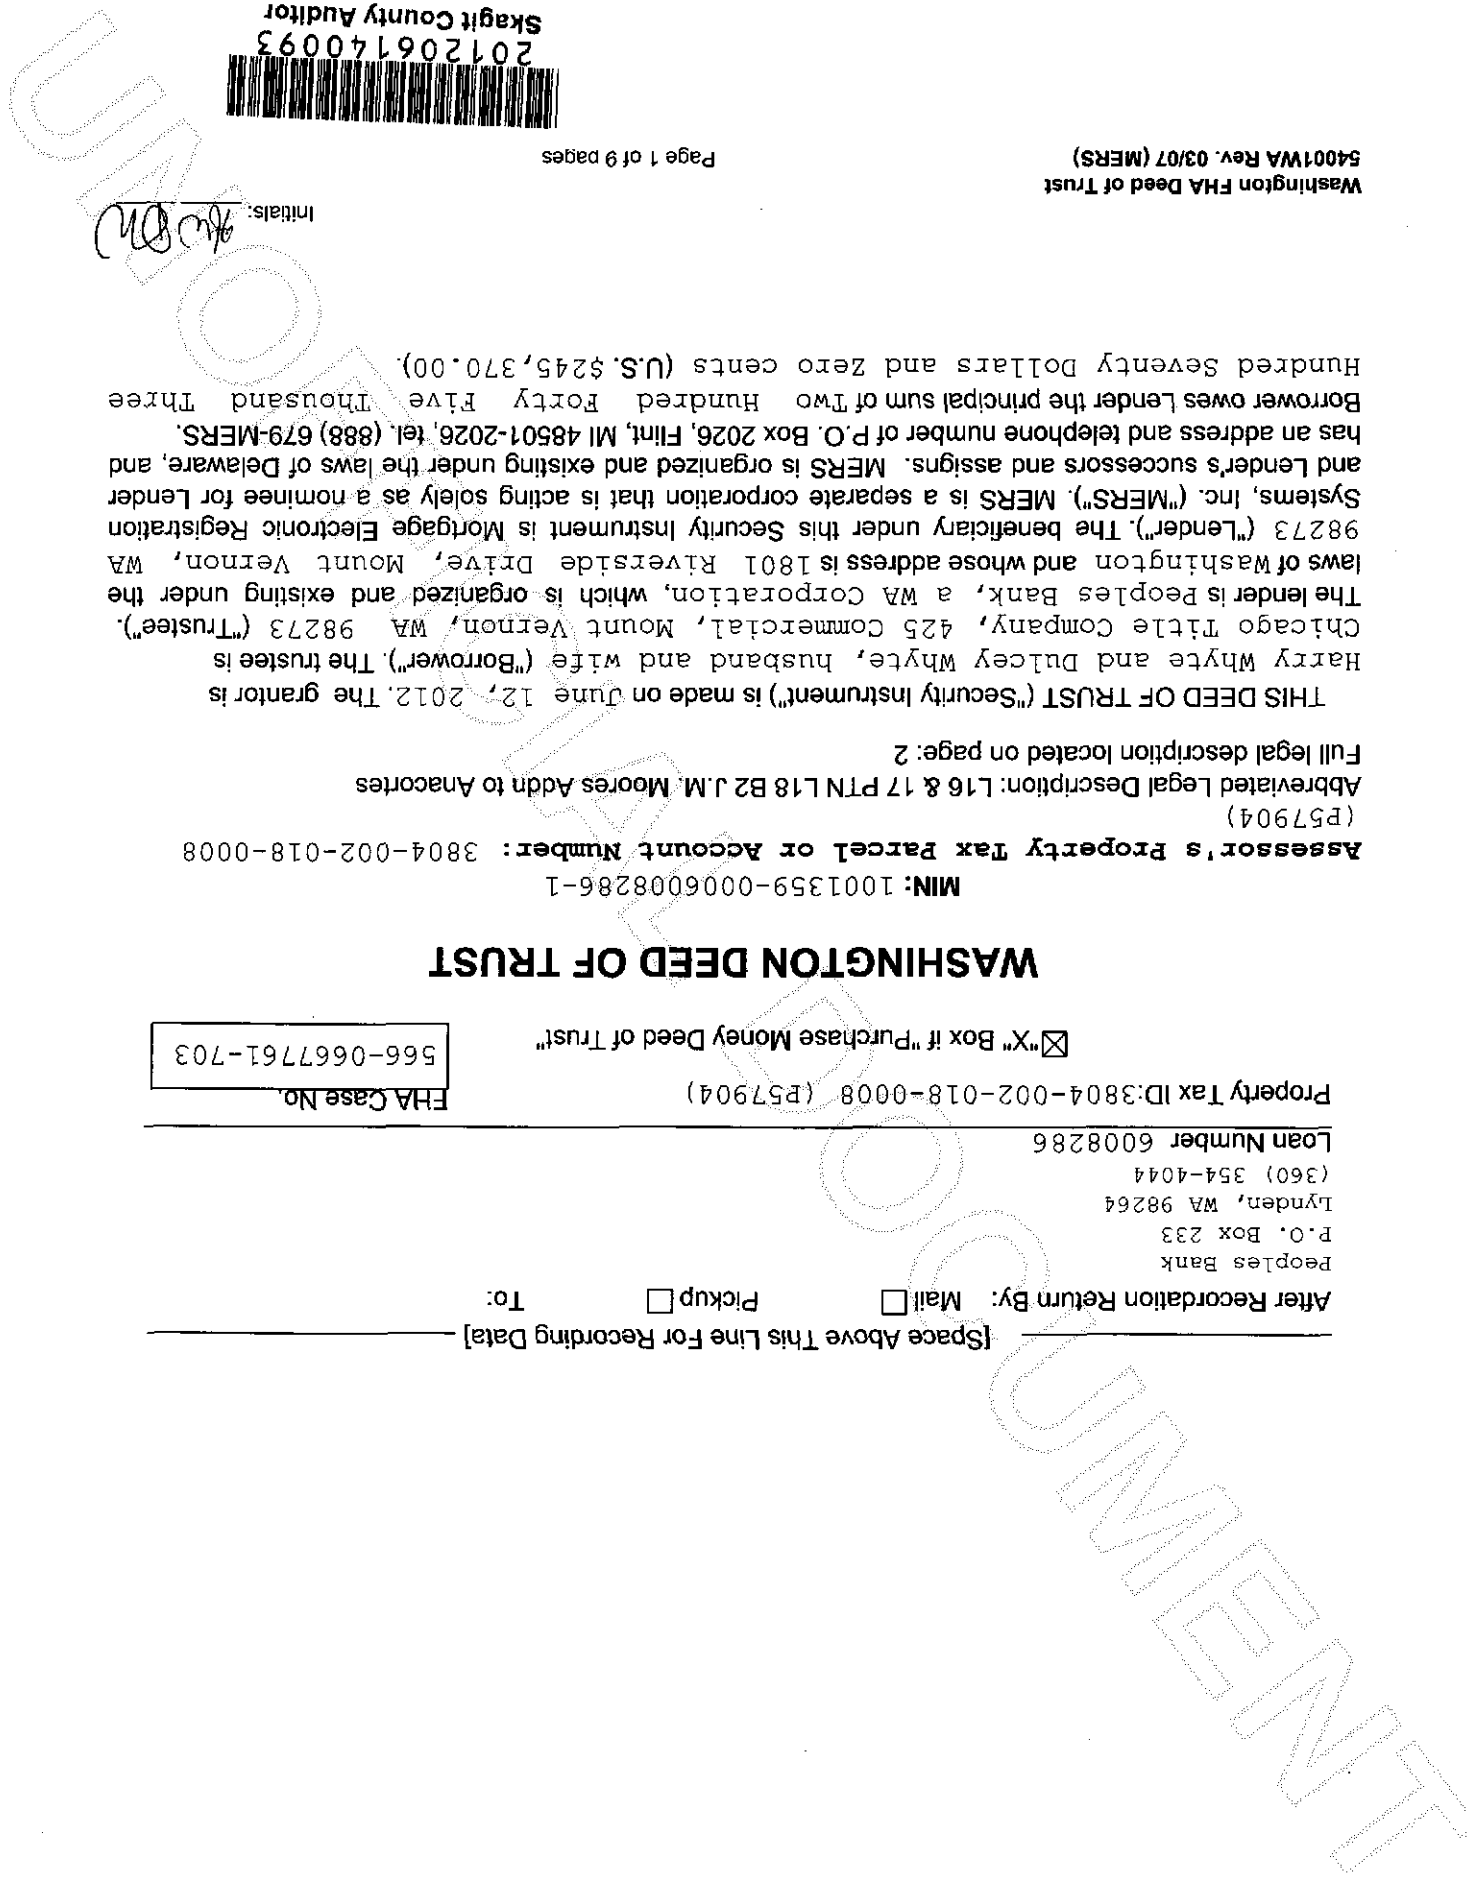 [Space Above This Line For Recording Data]
After Recordation Return By: Mail ☐ Pickup ☐ To:
Peoples Bank
P.O. Box 233
Lynden, WA 98264
(360) 354-4044
Loan Number 6008286
Property Tax ID:3804-002-018-0008 (P57904)
FHA Case No.
566-0667761-703
☒"X" Box if "Purchase Money Deed of Trust"
WASHINGTON DEED OF TRUST
MIN: 1001359-0006008286-1
Assessor's Property Tax Parcel or Account Number: 3804-002-018-0008
(P57904)
Abbreviated Legal Description: L16 & 17 PTN L18 B2 J.M. Moores Addn to Anacortes
Full legal description located on page: 2
THIS DEED OF TRUST ("Security Instrument") is made on June 12, 2012. The grantor is
Harry Whyte and Dulcey Whyte, husband and wife ("Borrower"). The trustee is
Chicago Title Company, 425 Commercial, Mount Vernon, WA 98273 ("Trustee").
The lender is Peoples Bank, a WA Corporation, which is organized and existing under the
laws of Washington and whose address is 1801 Riverside Drive, Mount Vernon, WA
98273 ("Lender"). The beneficiary under this Security Instrument is Mortgage Electronic Registration
Systems, Inc. ("MERS"). MERS is a separate corporation that is acting solely as a nominee for Lender
and Lender's successors and assigns. MERS is organized and existing under the laws of Delaware, and
has an address and telephone number of P.O. Box 2026, Flint, MI 48501-2026, tel. (888) 679-MERS.
Borrower owes Lender the principal sum of Two Hundred Forty Five Thousand Three
Hundred Seventy Dollars and Zero cents (U.S. $245,370.00).
Initials:
Washington FHA Deed of Trust
54001WA Rev. 03/07 (MERS)
Page 1 of 9 pages
201206140093
Skagit County Auditor
UNOFFICIAL DOCUMENT